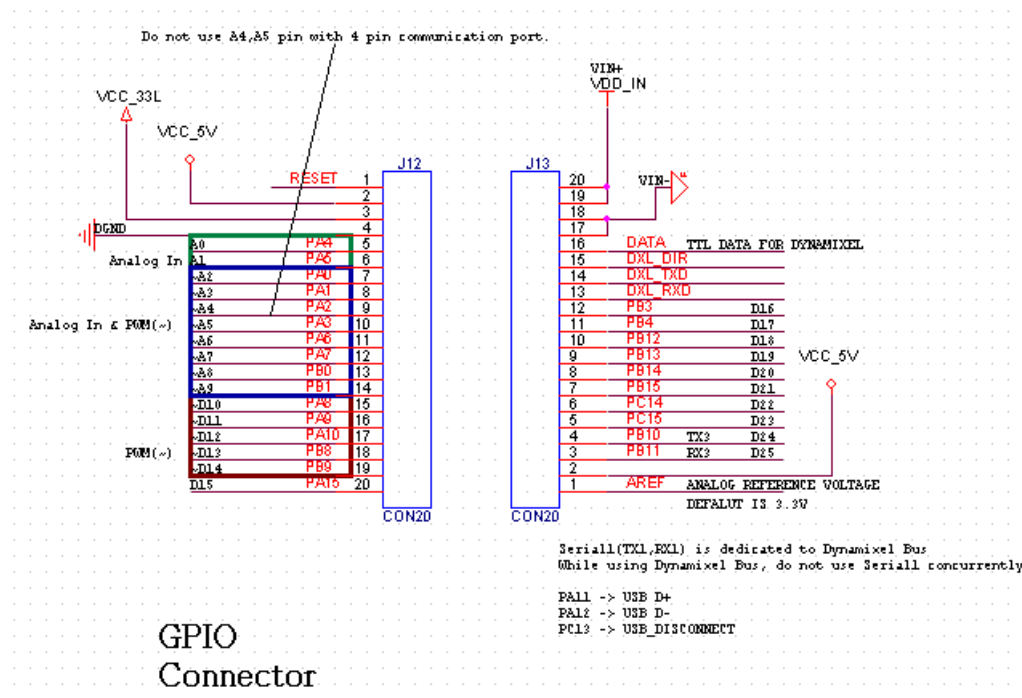 Do not use A4,A5 pin with 4 pin communication port.
VIN+
VDD_IN
VCC_33L
VCC_5V
J12
J13
RESET 1
2
3
DGND 4
A0 PA4 5
Analog In A1 PA5 6
~A2 PA0 7
~A3 PA1 8
~A4 PA2 9
Analog In & PWM(~) ~A5 PA3 10
~A6 PA6 11
~A7 PA7 12
~A8 PB0 13
~A9 PB1 14
~D10 PA8 15
~D11 PA9 16
~D12 PA10 17
PWM(~) ~D13 PB8 18
~D14 PB9 19
D15 PA15 20
CON20
20 VIN-
19
18
17
16 DATA TTL DATA FOR DYNAMIXEL
15 DXL_DIR
14 DXL_TXD
13 DXL_RXD
12 PB3 D16
11 PB4 D17
10 PB12 D18
9 PB13 D19 VCC_5V
8 PB14 D20
7 PB15 D21
6 PC14 D22
5 PC15 D23
4 PB10 TX3 D24
3 PB11 RX3 D25
2
1 AREF ANALOG REFERENCE VOLTAGE
DEFALUT IS 3.3V
CON20
Serial1(TX1,RX1) is dedicated to Dynamixel Bus
While using Dynamixel Bus, do not use Serial1 concurrently
PA11 -> USB D+
PA12 -> USB D-
PC13 -> USB_DISCONNECT
GPIO
Connector